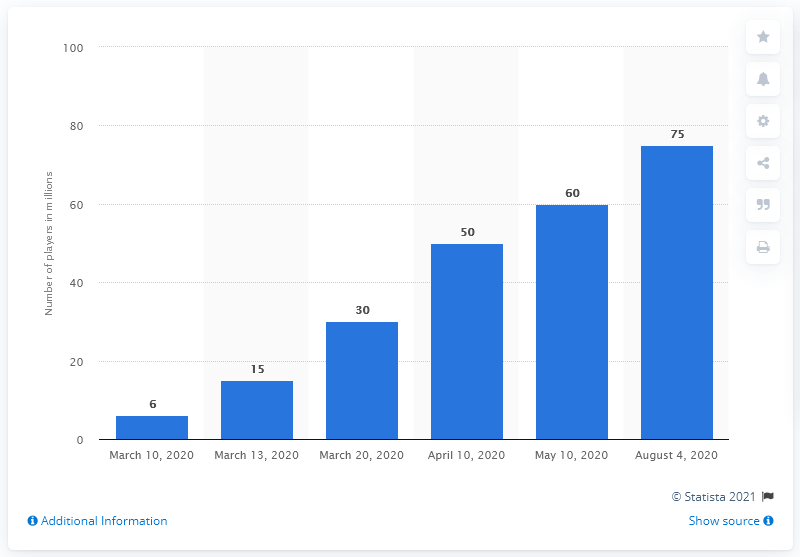 Number of players in millions
100
80
60
40
20
0
6
15
30
50
60
75
March 10, 2020
March 13, 2020
March 20, 2020
April 10, 2020
May 10, 2020
August 4, 2020
© Statista 2021
Additional Information
Show source